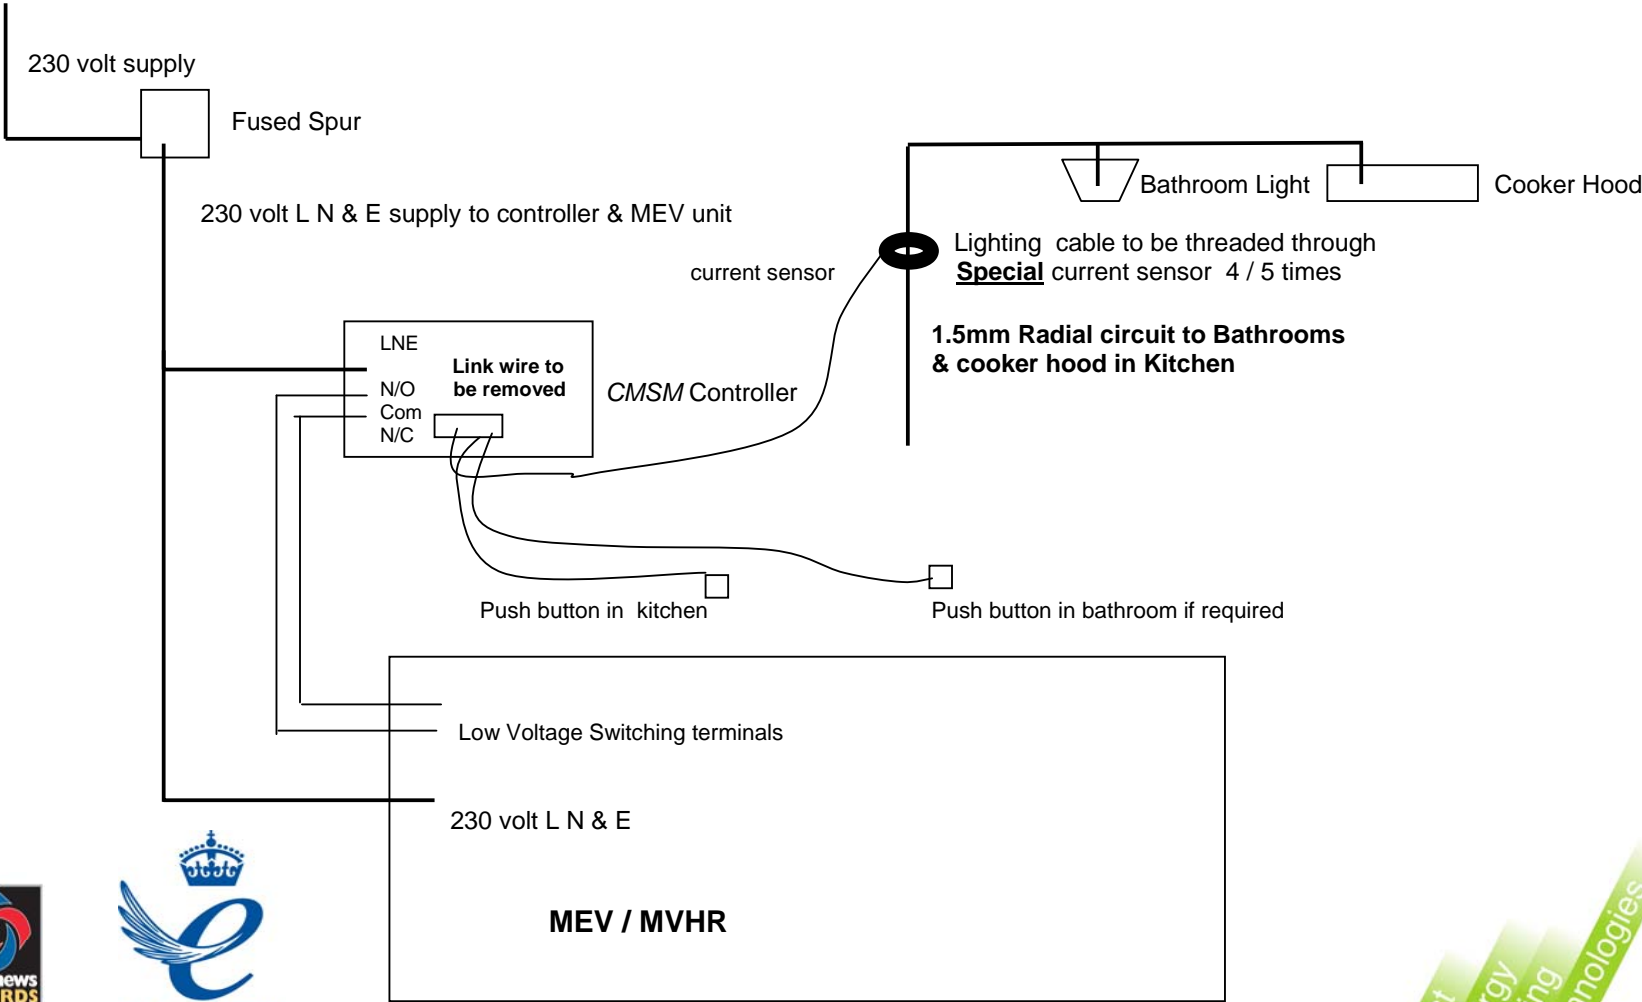 230 volt supply
Fused Spur
230 volt L N & E supply to controller & MEV unit
Bathroom Light
Cooker Hood
Lighting cable to be threaded through
Special current sensor 4 / 5 times
current sensor
1.5mm Radial circuit to Bathrooms
& cooker hood in Kitchen
LNE
Link wire to
be removed
N/O
Com
N/C
CMSM Controller
Push button in kitchen
Push button in bathroom if required
Low Voltage Switching terminals
230 volt L N & E
MEV / MVHR